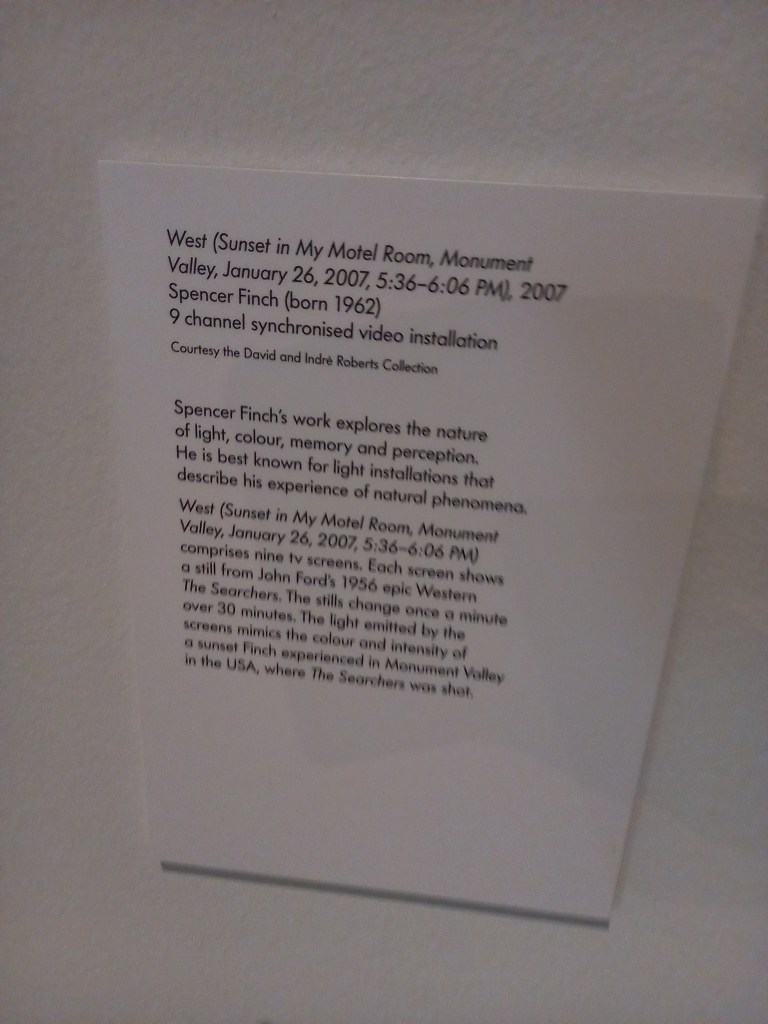 West (Sunset in My Motel Room, Monument
Valley, January 26, 2007, 5:36–6:06 PM), 2007
Spencer Finch (born 1962)
9 channel synchronised video installation
Courtesy the David and Indrė Roberts Collection
Spencer Finch's work explores the nature
of light, colour, memory and perception.
He is best known for light installations that
describe his experience of natural phenomena.
West (Sunset in My Motel Room, Monument
Valley, January 26, 2007, 5:36–6:06 PM)
comprises nine tv screens. Each screen shows
a still from John Ford's 1956 epic Western
The Searchers. The stills change once a minute
over 30 minutes. The light emitted by the
screens mimics the colour and intensity of
a sunset Finch experienced in Monument Valley
in the USA, where The Searchers was shot.